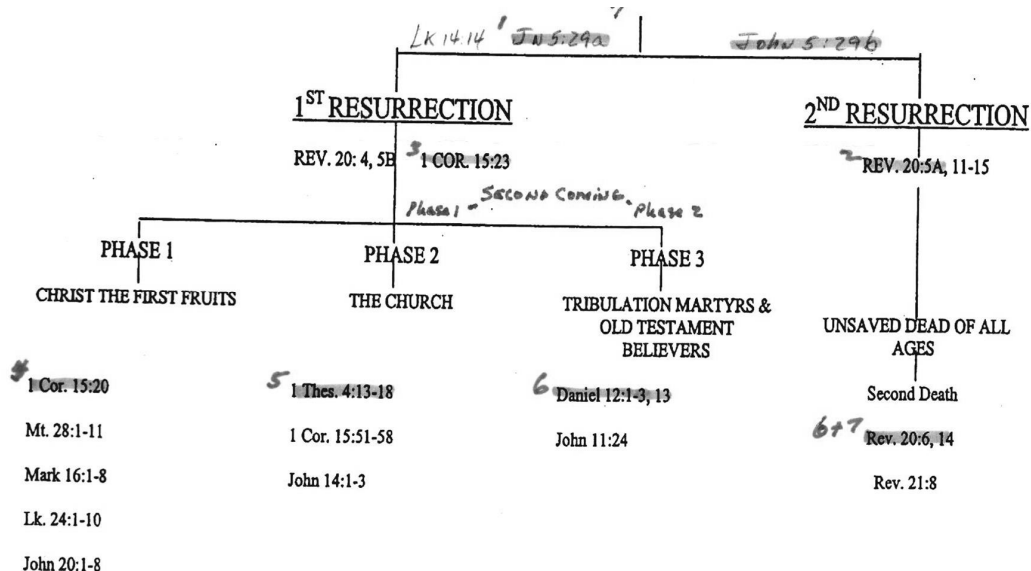 LK 14:14 1 JN 5:29a John 5:29b
1ST RESURRECTION
2ND RESURRECTION
REV. 20: 4, 5B 3 1 COR. 15:23
2 REV. 20:5A, 11-15
Phase 1 - SECOND COMING - Phase 2
PHASE 1
PHASE 2
PHASE 3
CHRIST THE FIRST FRUITS
THE CHURCH
TRIBULATION MARTYRS &
OLD TESTAMENT
BELIEVERS
UNSAVED DEAD OF ALL
AGES
4 1 Cor. 15:20
Mt. 28:1-11
Mark 16:1-8
Lk. 24:1-10
John 20:1-8
5 1 Thes. 4:13-18
1 Cor. 15:51-58
John 14:1-3
6 Daniel 12:1-3, 13
John 11:24
Second Death
6+7 Rev. 20:6, 14
Rev. 21:8